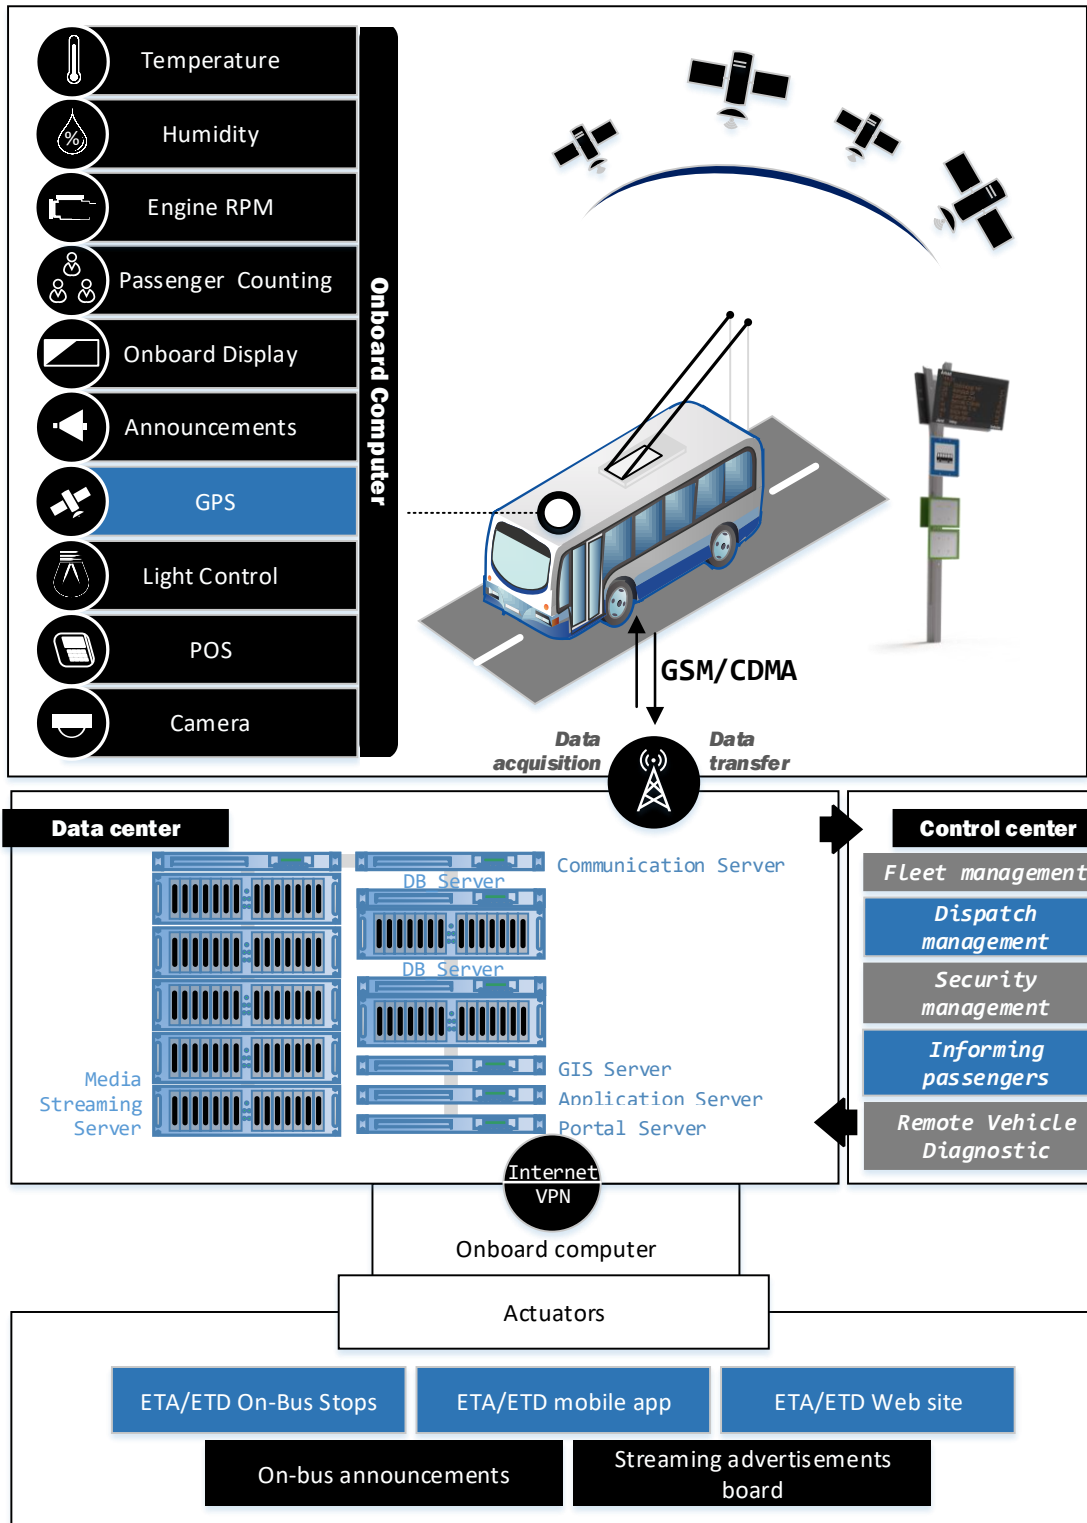 Temperature
%
Humidity
Engine RPM
Passenger Counting
Onboard Display
Announcements
GPS
Light Control
POS
Camera
Onboard Computer
GSM/CDMA
Data
acquisition
Data
transfer
Data center
Communication Server
DB Server
DB Server
GIS Server
Application Server
Portal Server
Media
Streaming
Server
Control center
Fleet management
Dispatch
management
Security
management
Informing
passengers
Remote Vehicle
Diagnostic
Internet
VPN
Onboard computer
Actuators
ETA/ETD On-Bus Stops
ETA/ETD mobile app
ETA/ETD Web site
On-bus announcements
Streaming advertisements
board